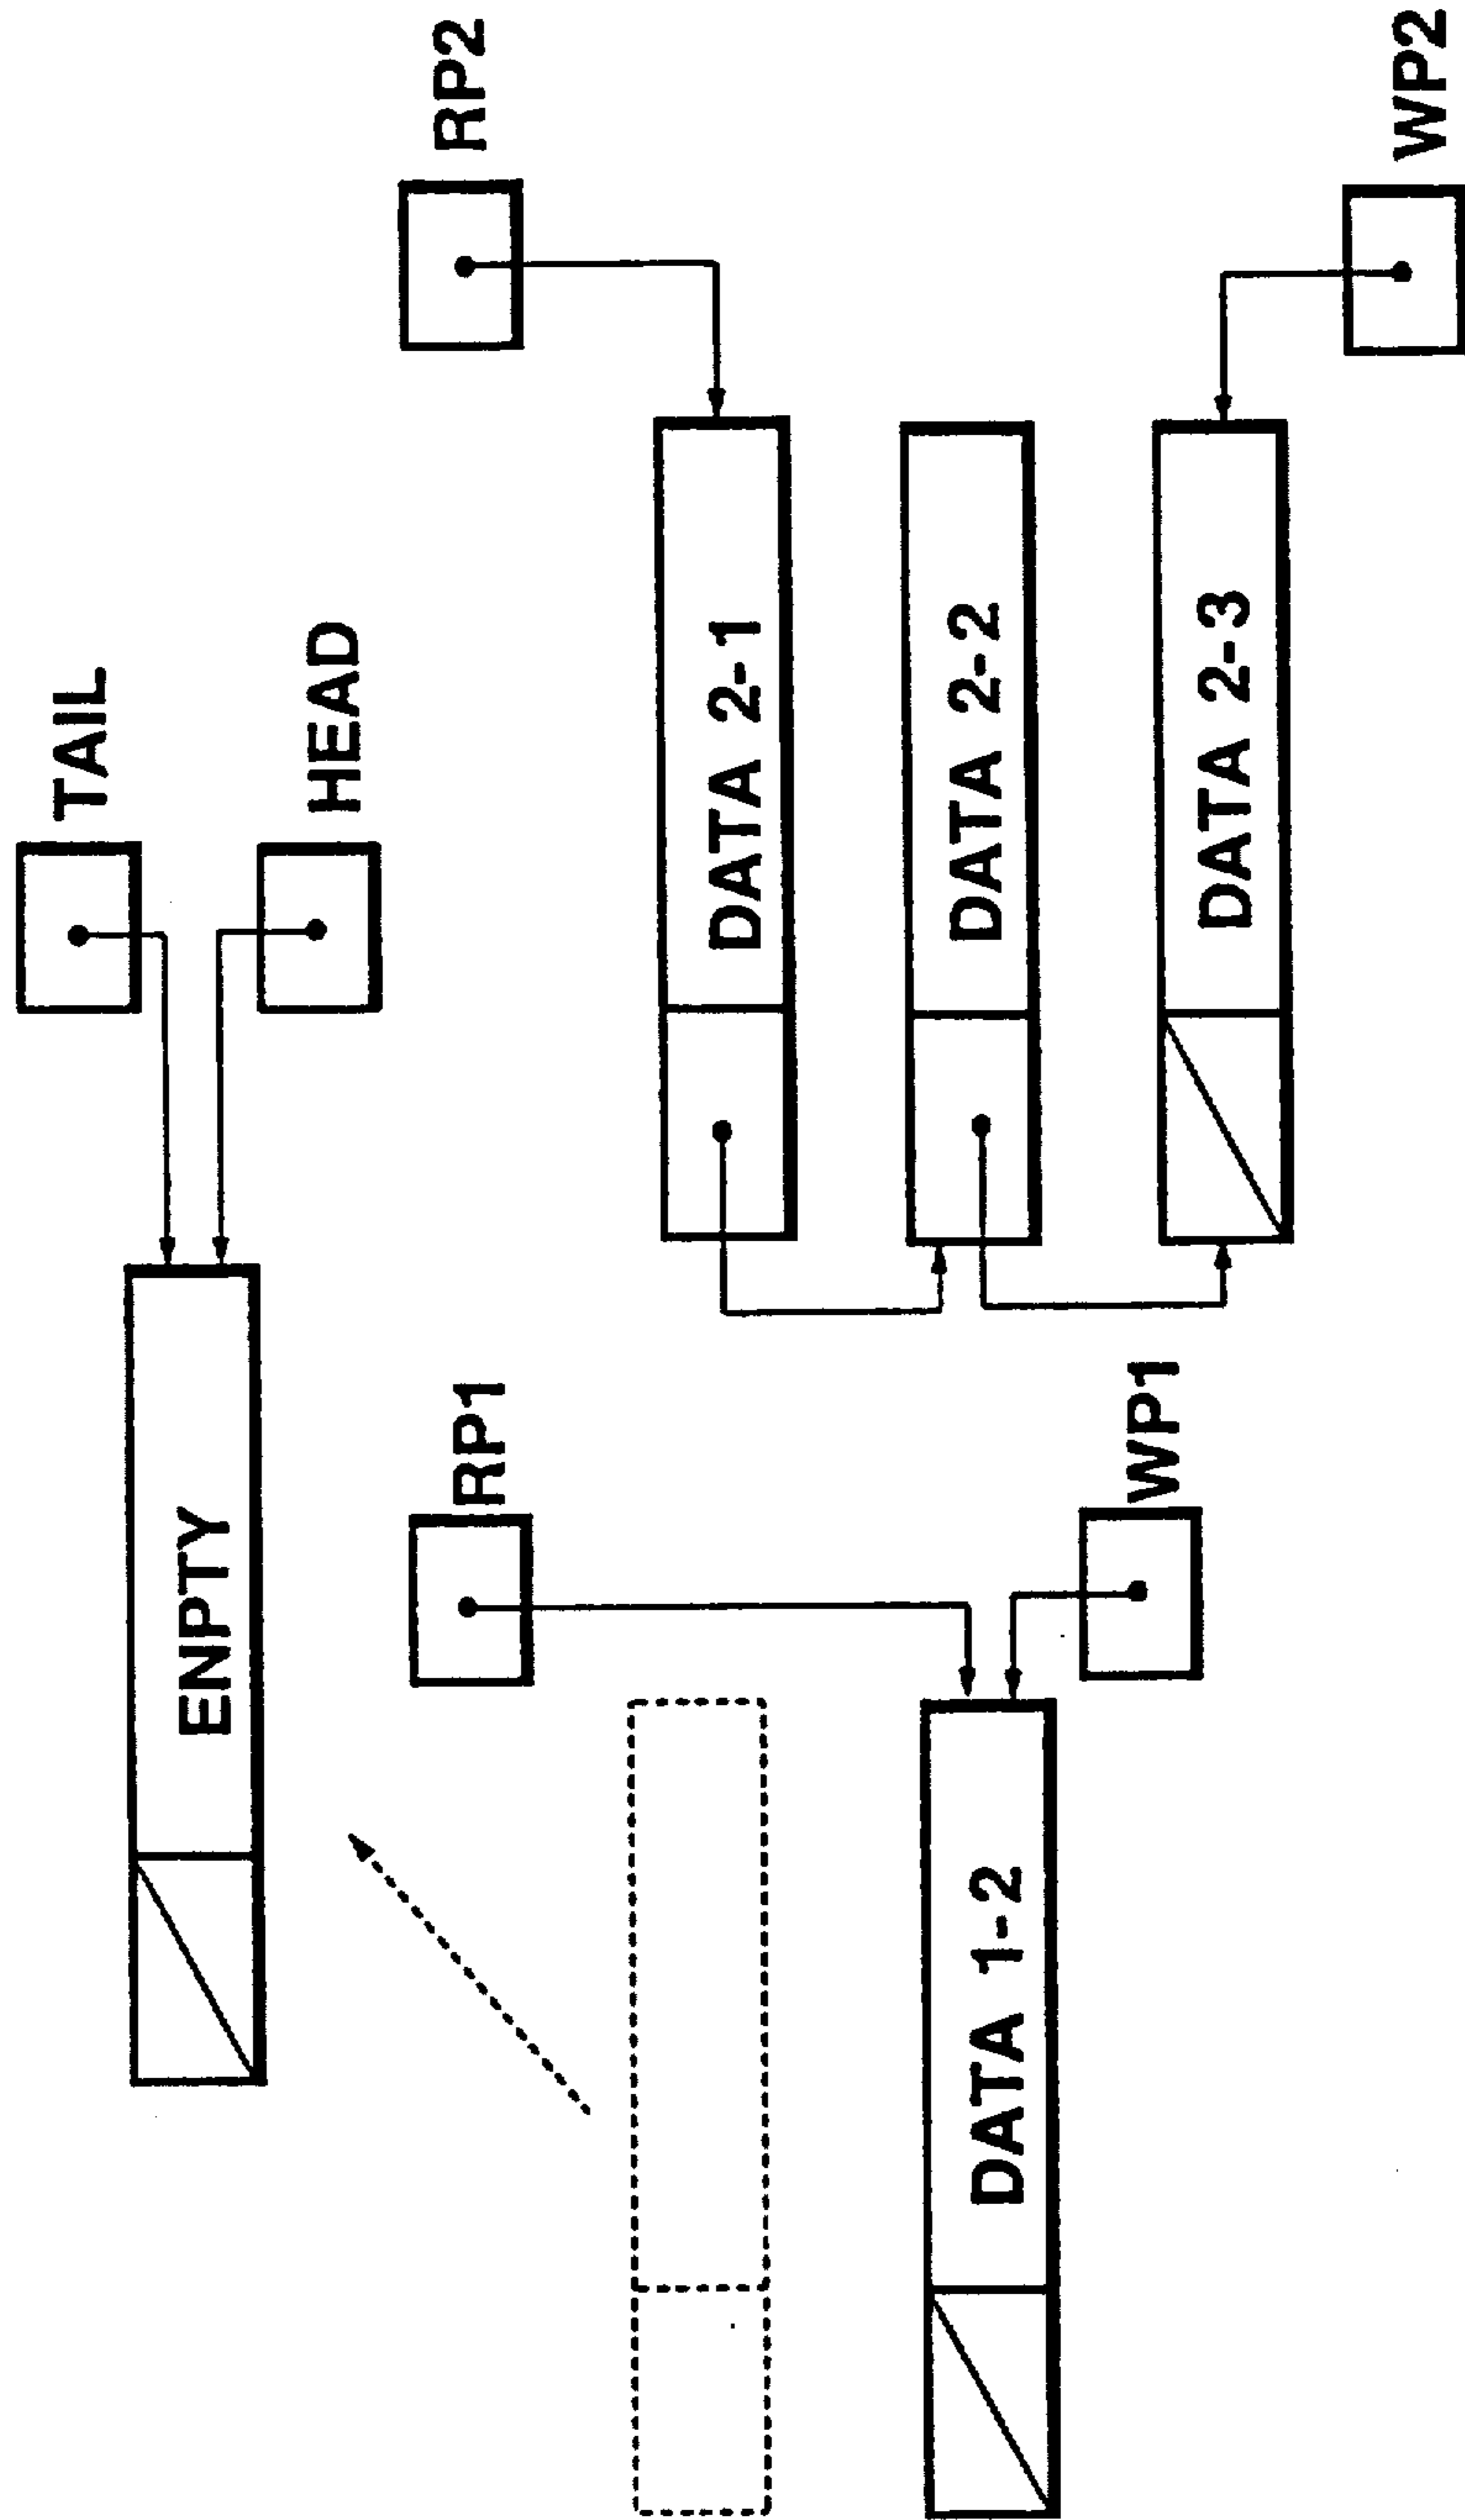 TAIL
ENPTY
HEAD
RP1
RP2
DATA 2-1
DATA 1-2
DATA 2-2
WP1
DATA 2-3
WP2